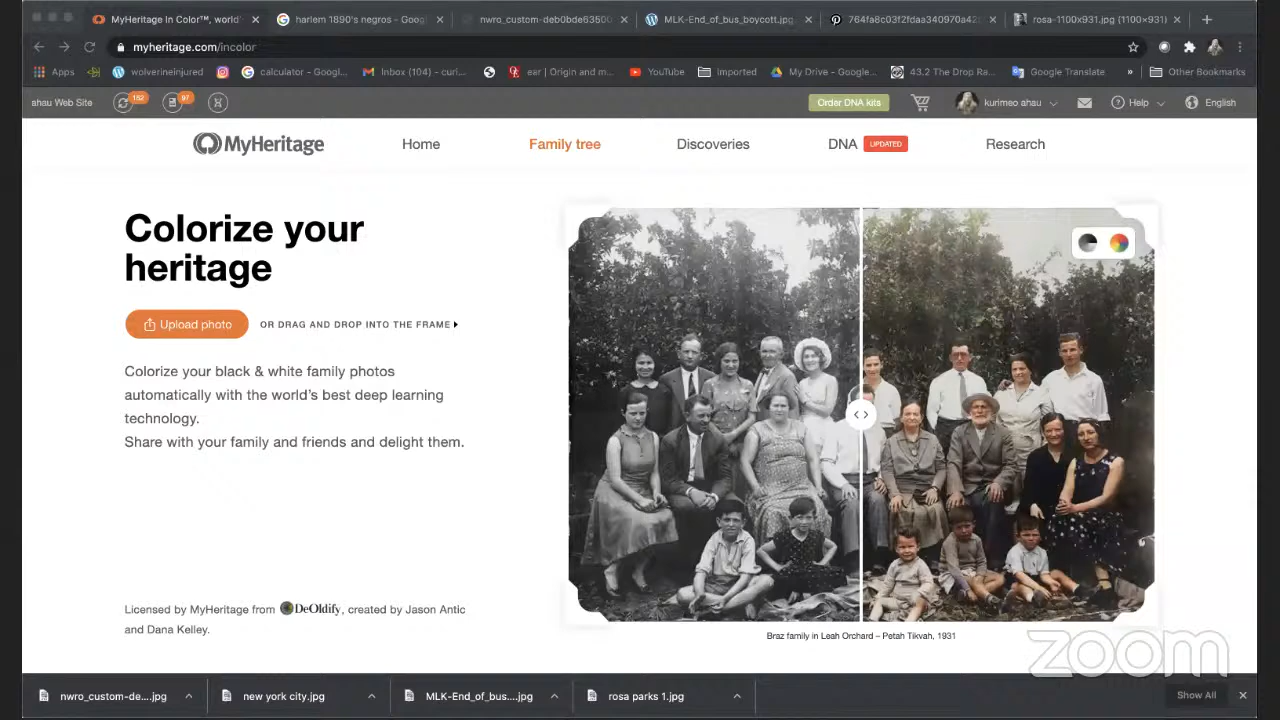 MyHeritage In Color™, world'
harlem 1890's negros - Goog
nwro_custom-deb0bde63500
MLK-End_of_bus_boycott.jpg
764fa8c03f2fdaa340970a42
rosa-1100x931.jpg (1100×931)
myheritage.com/incolor
Apps
wolverineinjured
calculator - Googl...
Inbox (104) - curi...
ear | Origin and m...
YouTube
Imported
My Drive - Google...
43.2 The Drop Ra...
Google Translate
»
Other Bookmarks
ahau Web Site
152
97
Order DNA kits
kurimeo ahau
Help
English
MyHeritage
Home
Family tree
Discoveries
DNA UPDATED
Research
Colorize your
heritage
Upload photo
OR DRAG AND DROP INTO THE FRAME
Colorize your black & white family photos
automatically with the world's best deep learning
technology.
Share with your family and friends and delight them.
Licensed by MyHeritage from DeOldify, created by Jason Antic
and Dana Kelley.
Braz family in Leah Orchard – Petah Tikvah, 1931
zoom
nwro_custom-de....jpg
new york city.jpg
MLK-End_of_bus....jpg
rosa parks 1.jpg
Show All